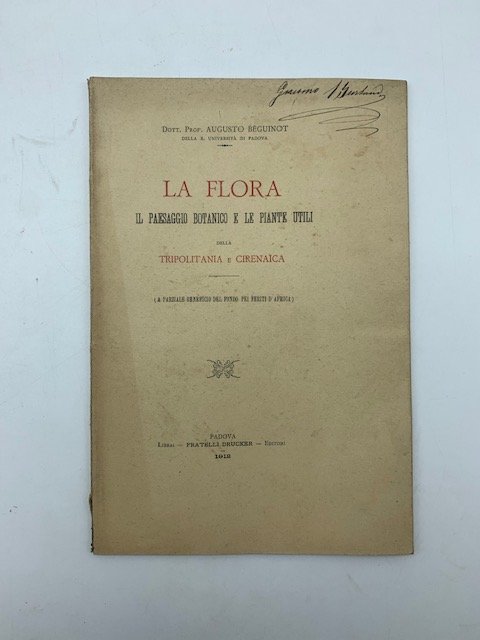 Giacomo
Dott. Prof. AUGUSTO BÉGUINOT
DELLA R. UNIVERSITÀ DI PADOVA
LA FLORA
IL PAESAGGIO BOTANICO E LE PIANTE UTILI
DELLA
TRIPOLITANIA E CIRENAICA
(A PARZIALE BENEFICIO DEL FONDO PEI FERITI D'AFRICA)
PADOVA
Librai — FRATELLI DRUCKER — Editori
1912